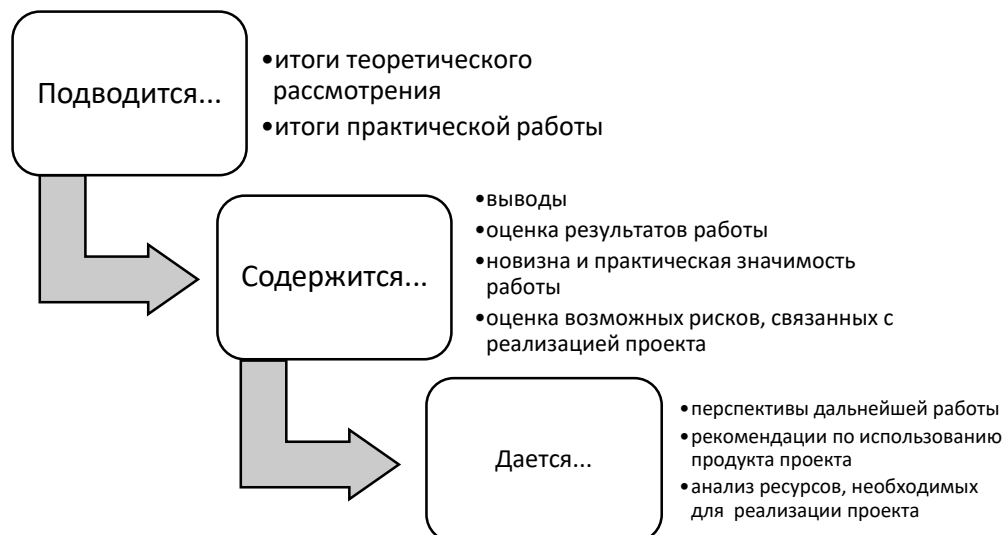 Подводится...
•итоги теоретического
рассмотрения
•итоги практической работы
Содержится...
•выводы
•оценка результатов работы
•новизна и практическая значимость
работы
•оценка возможных рисков, связанных с
реализацией проекта
Дается...
•перспективы дальнейшей работы
•рекомендации по использованию
продукта проекта
•анализ ресурсов, необходимых
для реализации проекта